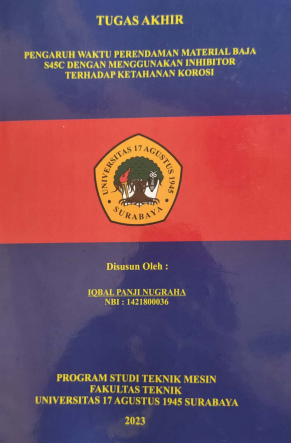 TUGAS AKHIR
PENGARUH WAKTU PERENDAMAN MATERIAL BAJA
S45C DENGAN MENGGUNAKAN INHIBITOR
TERHADAP KETAHANAN KOROSI
UNIVERSITAS 17 AGUSTUS 1945
SURABAYA
Disusun Oleh :
IQBAL PANJI NUGRAHA
NBI : 1421800036
PROGRAM STUDI TEKNIK MESIN
FAKULTAS TEKNIK
UNIVERSITAS 17 AGUSTUS 1945 SURABAYA
2023